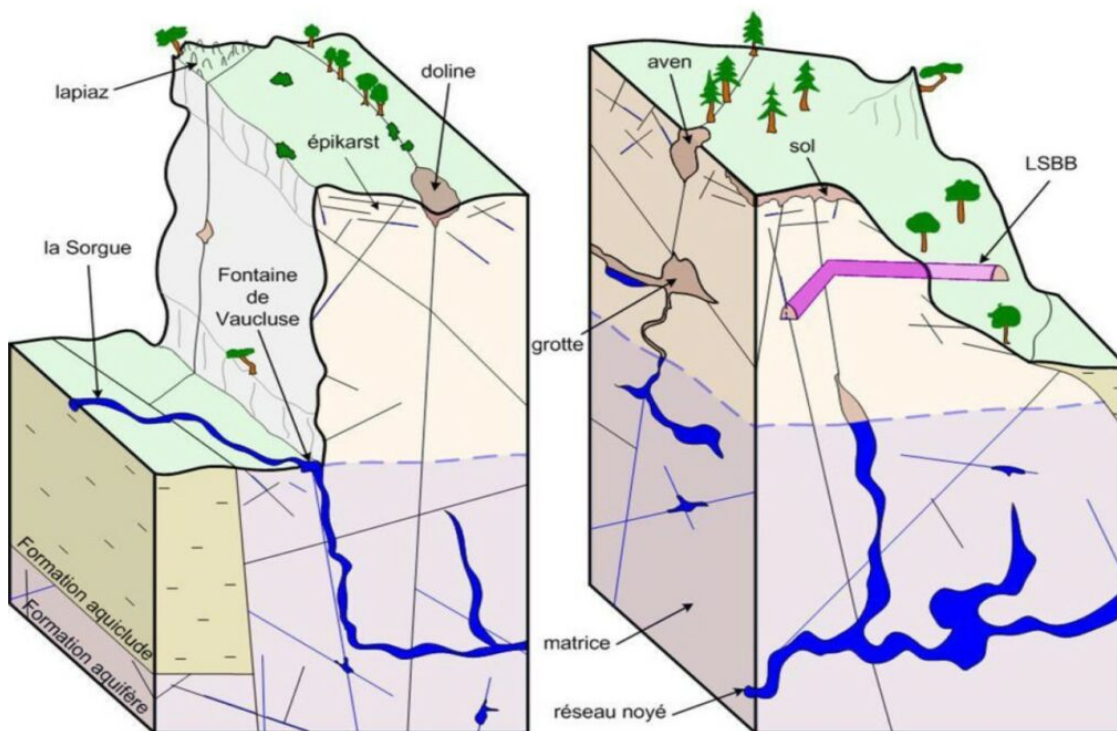 lapiaz
doline
épikarst
la Sorgue
Fontaine
de
Vaucluse
Formation aquiclude
Formation aquifère
aven
sol
LSBB
grotte
matrice
réseau noyé